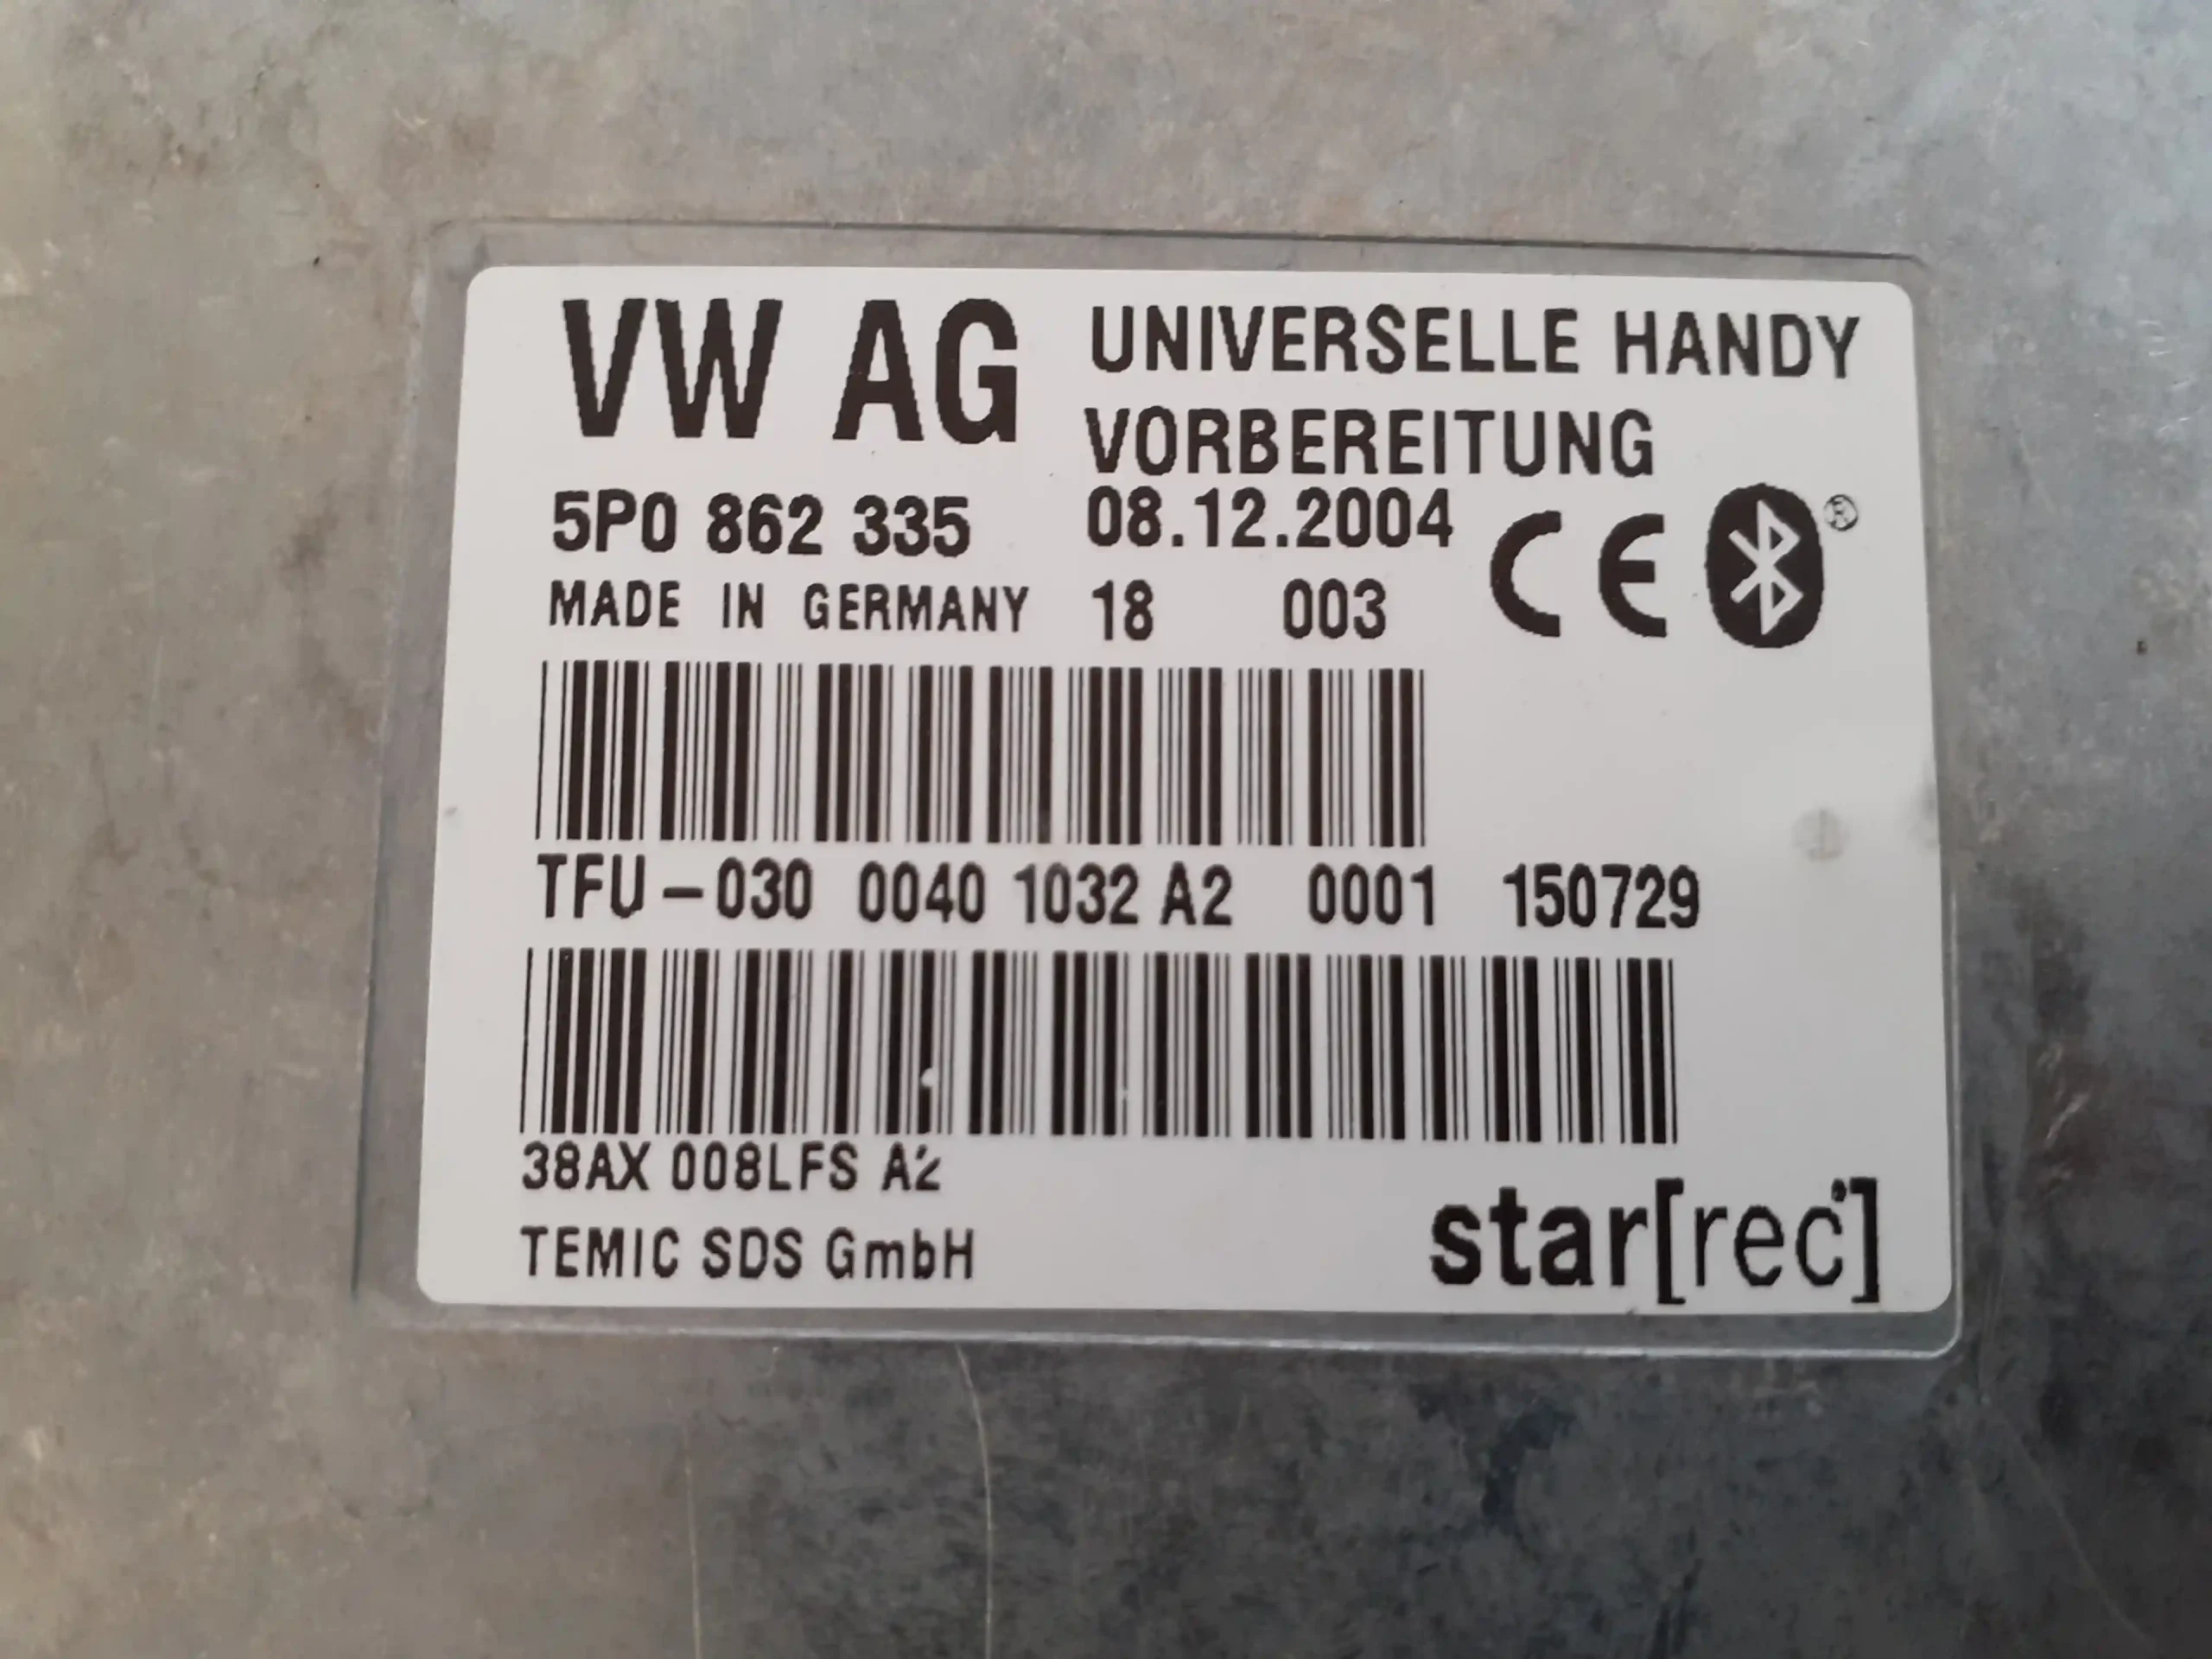 VW AG UNIVERSELLE HANDY
VORBEREITUNG
5P0 862 335 08.12.2004 CE ®
MADE IN GERMANY 18 003
TFU-030 0040 1032 A2 0001 150729
38AX 008LFS A2
TEMIC SDS GmbH
star[rec]